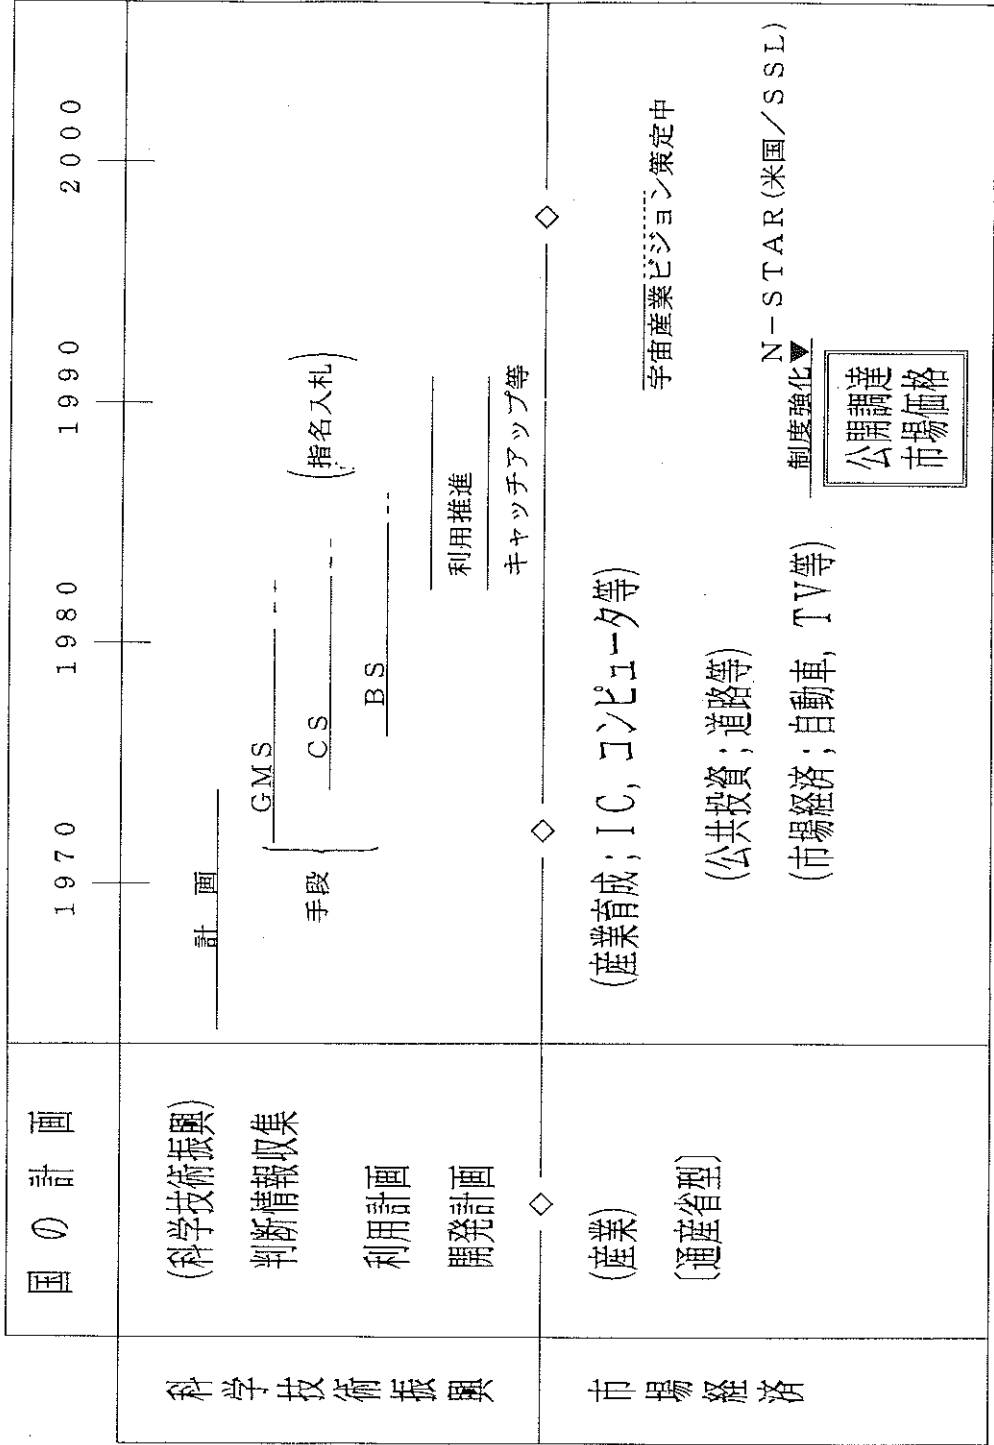 国の計画
1970
1980
1990
2000
科学技術振興
(科学技術振興)
判断情報収集
利用計画
開発計画
計 画
手段
GMS
CS
BS
(指名入札)
利用推進
キャッチアップ等
市場経済
(産業)
〔通産省型〕
(産業育成；IC，コンピュータ等)
(公共投資；道路等)
(市場経済；自動車，TV等)
宇宙産業ビジョン策定中
N－STAR(米国／SSL)
制度強化▼
公開調達
市場価格